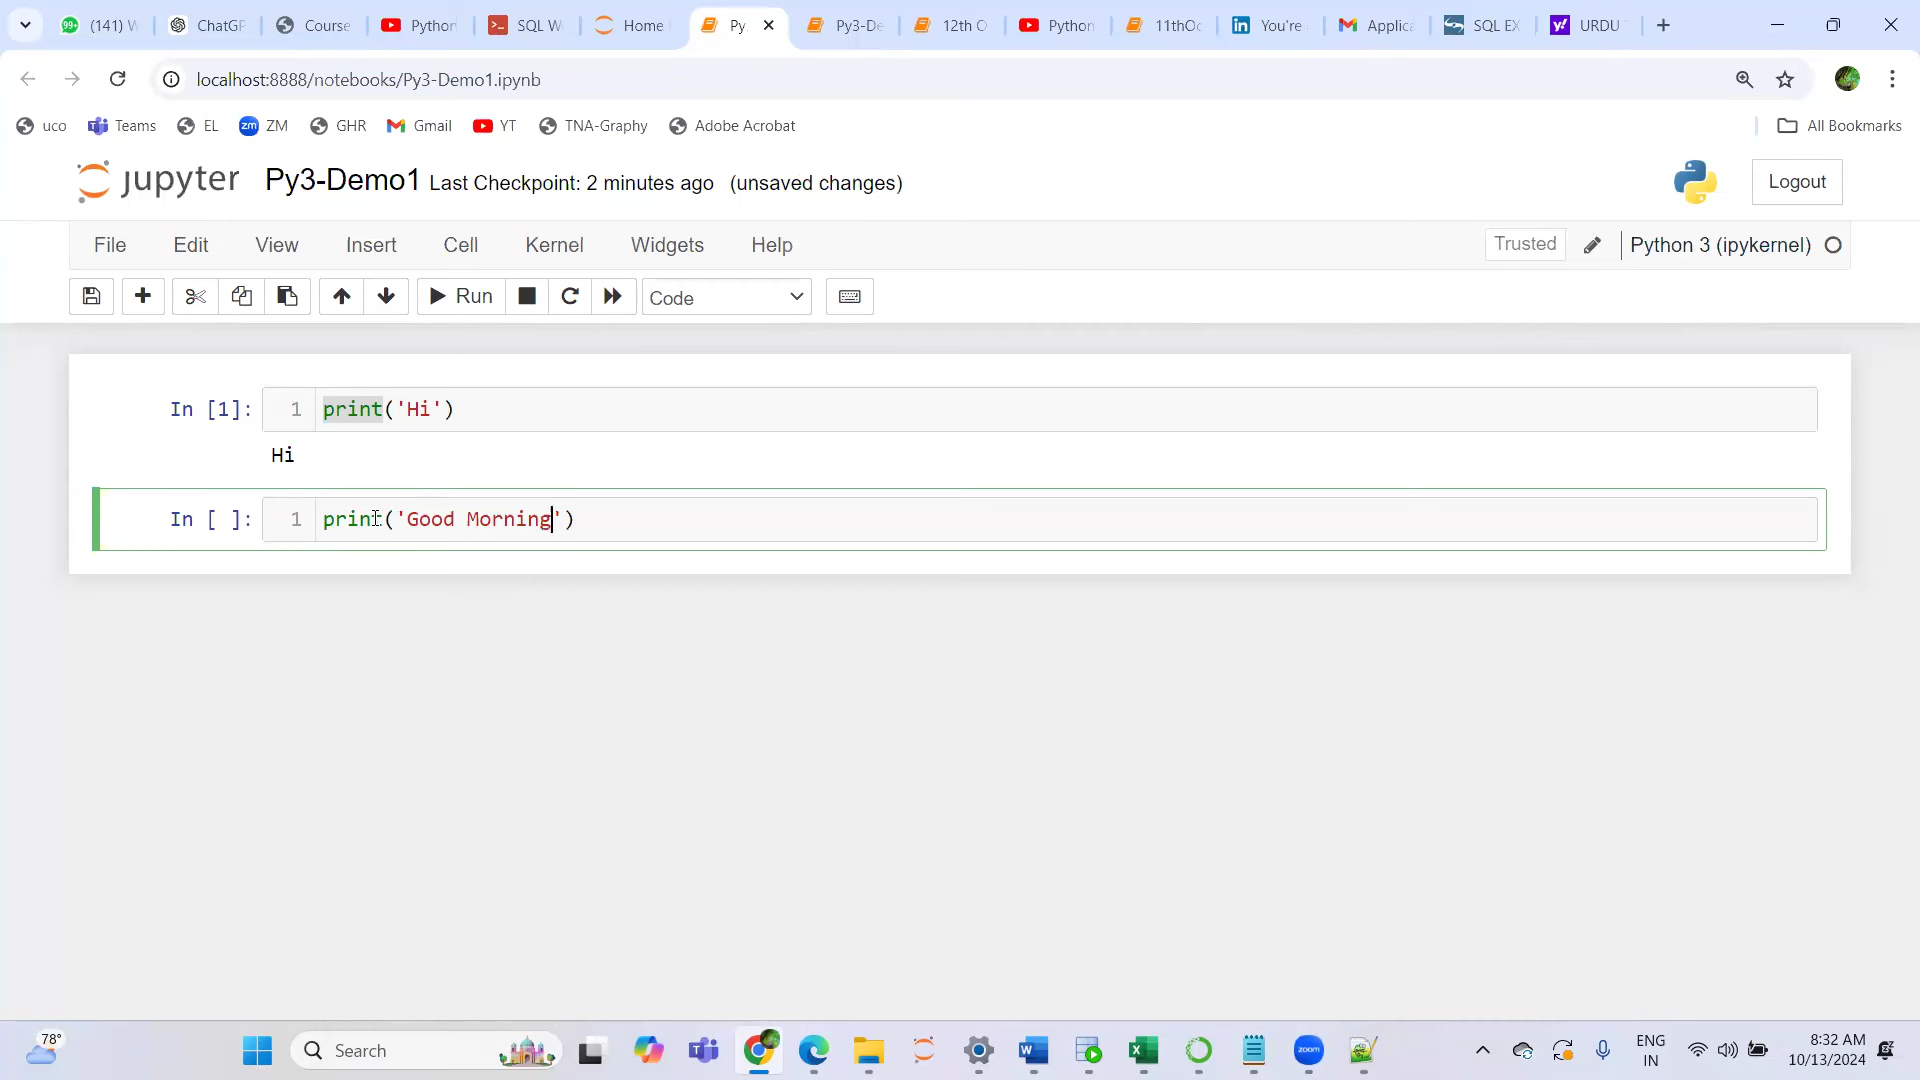 (141) W
ChatGP
Course
Python
SQL W
Home
Py
Py3-De
12th O
Python
11thOc
You're
Applica
SQL EX
URDU
localhost:8888/notebooks/Py3-Demo1.ipynb
uco
Teams
EL
ZM
GHR
Gmail
YT
TNA-Graphy
Adobe Acrobat
All Bookmarks
jupyter Py3-Demo1 Last Checkpoint: 2 minutes ago (unsaved changes)
Logout
File Edit View Insert Cell Kernel Widgets Help
Trusted
Python 3 (ipykernel)
Run
Code
In [1]: 1 print('Hi')
Hi
In [ ]: 1 print('Good Morning')
78°
Search
ENG
IN
8:32 AM
10/13/2024